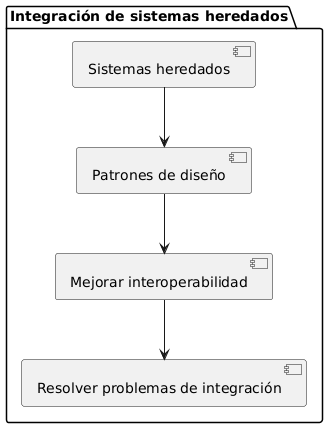 Integración de sistemas heredados
Sistemas heredados
Patrones de diseño
Mejorar interoperabilidad
Resolver problemas de integración